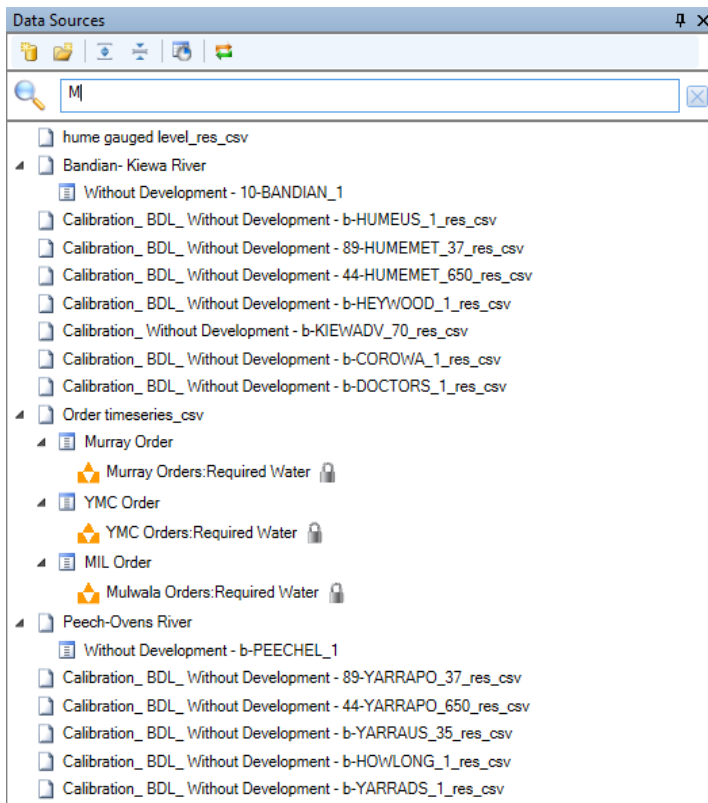 Data Sources
M
hume gauged level_res_csv
Bandian- Kiewa River
Without Development - 10-BANDIAN_1
Calibration_ BDL_ Without Development - b-HUMEUS_1_res_csv
Calibration_ BDL_ Without Development - 89-HUMEMET_37_res_csv
Calibration_ BDL_ Without Development - 44-HUMEMET_650_res_csv
Calibration_ BDL_ Without Development - b-HEYWOOD_1_res_csv
Calibration_ Without Development - b-KIEWADV_70_res_csv
Calibration_ BDL_ Without Development - b-COROWA_1_res_csv
Calibration_ BDL_ Without Development - b-DOCTORS_1_res_csv
Order timeseries_csv
Murray Order
Murray Orders:Required Water
YMC Order
YMC Orders:Required Water
MIL Order
Mulwala Orders:Required Water
Peech-Ovens River
Without Development - b-PEECHEL_1
Calibration_ BDL_ Without Development - 89-YARRAPO_37_res_csv
Calibration_ BDL_ Without Development - 44-YARRAPO_650_res_csv
Calibration_ BDL_ Without Development - b-YARRAUS_35_res_csv
Calibration_ BDL_ Without Development - b-HOWLONG_1_res_csv
Calibration_ BDL_ Without Development - b-YARRADS_1_res_csv